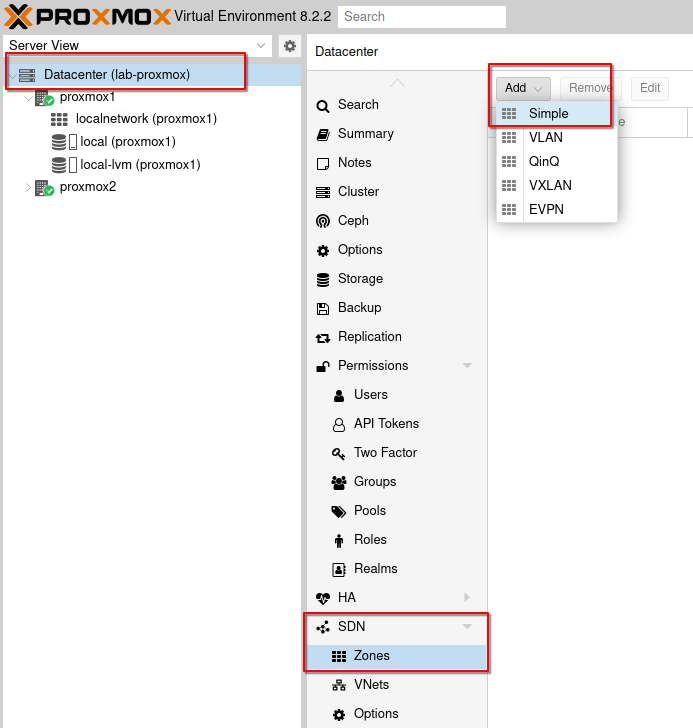 PROXMOX Virtual Environment 8.2.2 Search
Server View
Datacenter (lab-proxmox)
proxmox1
localnetwork (proxmox1)
local (proxmox1)
local-lvm (proxmox1)
proxmox2
Datacenter
Search
Summary
Notes
Cluster
Ceph
Options
Storage
Backup
Replication
Permissions
Users
API Tokens
Two Factor
Groups
Pools
Roles
Realms
HA
SDN
Zones
VNets
Options
Add Remove Edit
Simple
VLAN
QinQ
VXLAN
EVPN